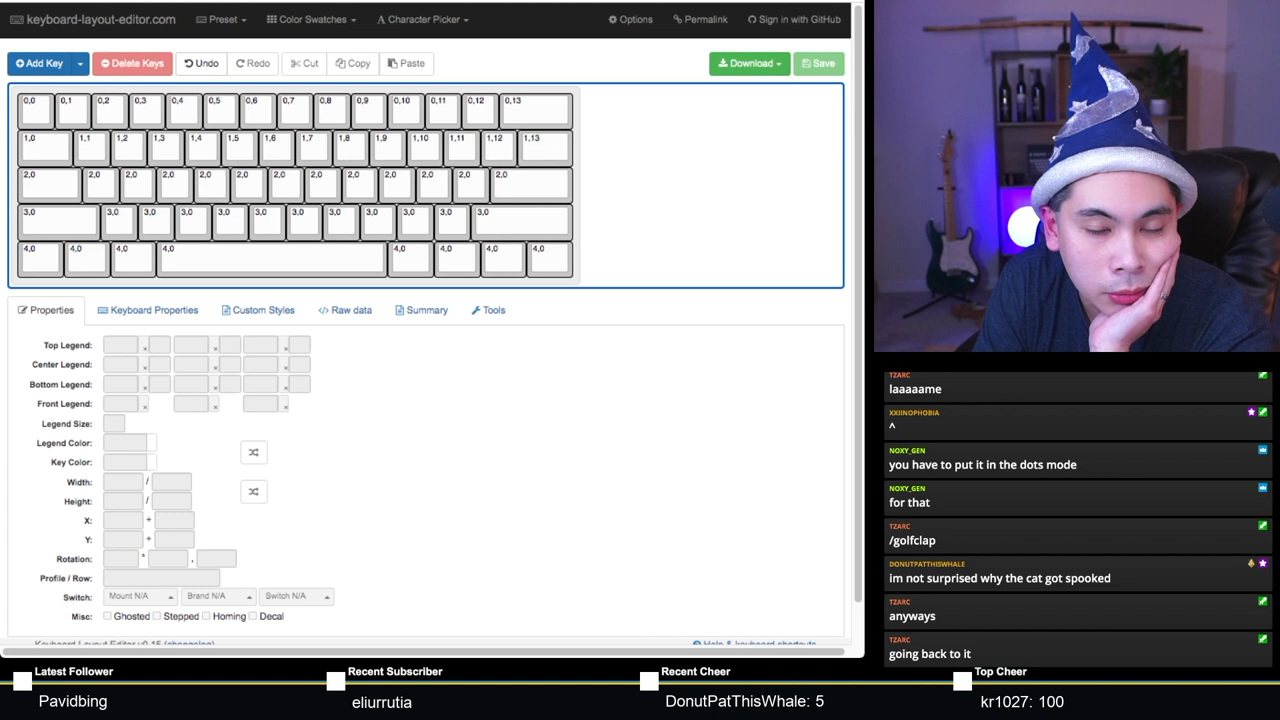 keyboard-layout-editor.com Preset Color Swatches Character Picker Options Permalink Sign in with GitHub
Add Key Delete Keys Undo Redo Cut Copy Paste Download Save
0,0 0,1 0,2 0,3 0,4 0,5 0,6 0,7 0,8 0,9 0,10 0,11 0,12 0,13
1,0 1,1 1,2 1,3 1,4 1,5 1,6 1,7 1,8 1,9 1,10 1,11 1,12 1,13
2,0 2,0 2,0 2,0 2,0 2,0 2,0 2,0 2,0 2,0 2,0 2,0 2,0
3,0 3,0 3,0 3,0 3,0 3,0 3,0 3,0 3,0 3,0 3,0 3,0
4,0 4,0 4,0 4,0 4,0 4,0 4,0 4,0
Properties Keyboard Properties Custom Styles </> Raw data Summary Tools
Top Legend:
Center Legend:
Bottom Legend:
Front Legend:
Legend Size:
Legend Color:
Key Color:
Width: /
Height: /
X: +
Y: +
Rotation: ° ,
Profile / Row:
Switch: Mount N/A Brand N/A Switch N/A
Misc: Ghosted Stepped Homing Decal
TZARC
laaaaame
XXIINOPHOBIA
^
NOXY_GEN
you have to put it in the dots mode
NOXY_GEN
for that
TZARC
/golfclap
DONUTPATTHISWHALE
im not surprised why the cat got spooked
TZARC
anyways
TZARC
going back to it
Latest Follower
Pavidbing
Recent Subscriber
eliurrutia
Recent Cheer
DonutPatThisWhale: 5
Top Cheer
kr1027: 100